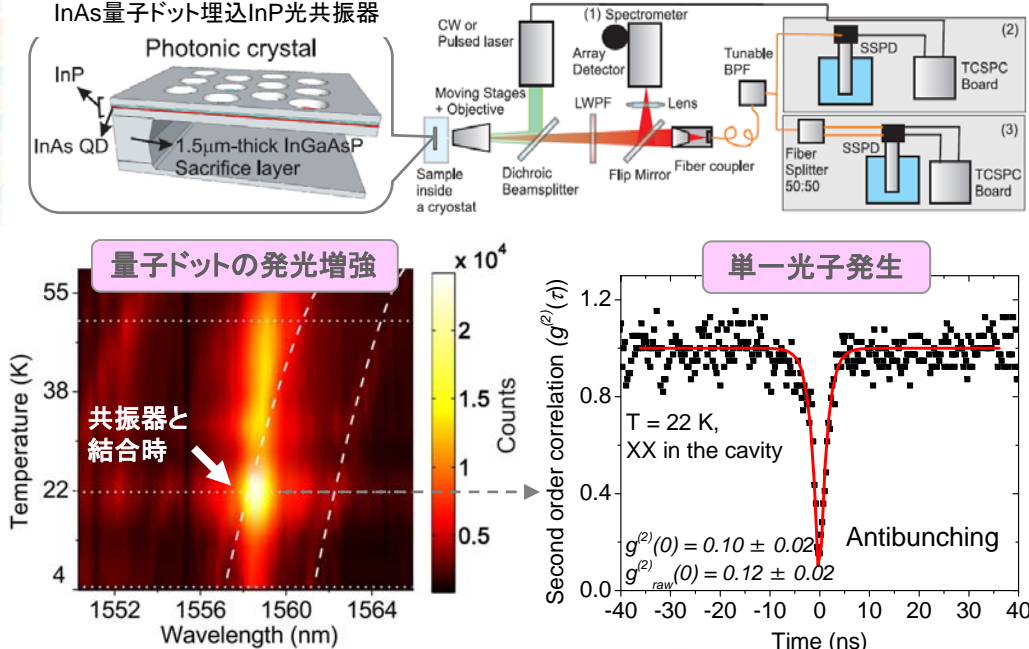 InAs量子ドット埋込InP光共振器
Photonic crystal
InP
InAs QD
1.5μm-thick InGaAsP
Sacrifice layer
CW or
Pulsed laser
(1) Spectrometer
Array
Detector
Moving Stages
+ Objective
LWPF
Lens
Sample
inside
a cryostat
Dichroic
Beamsplitter
Flip Mirror
Fiber coupler
Tunable
BPF
(2)
SSPD
TCSPC
Board
(3)
Fiber
Splitter
50:50
SSPD
TCSPC
Board
量子ドットの発光増強
x 10⁴
Temperature (K)
55
38
22
4
共振器と
結合時
1552
1556
1560
1564
Wavelength (nm)
2
1.5
1
0.5
Counts
単一光子発生
Second order correlation (g⁽²⁾(τ))
1.2
0.8
0.4
0.0
T = 22 K,
XX in the cavity
Antibunching
g⁽²⁾(0) = 0.10 ± 0.02
g⁽²⁾raw(0) = 0.12 ± 0.02
-40 -30 -20 -10 0 10 20 30 40
Time (ns)